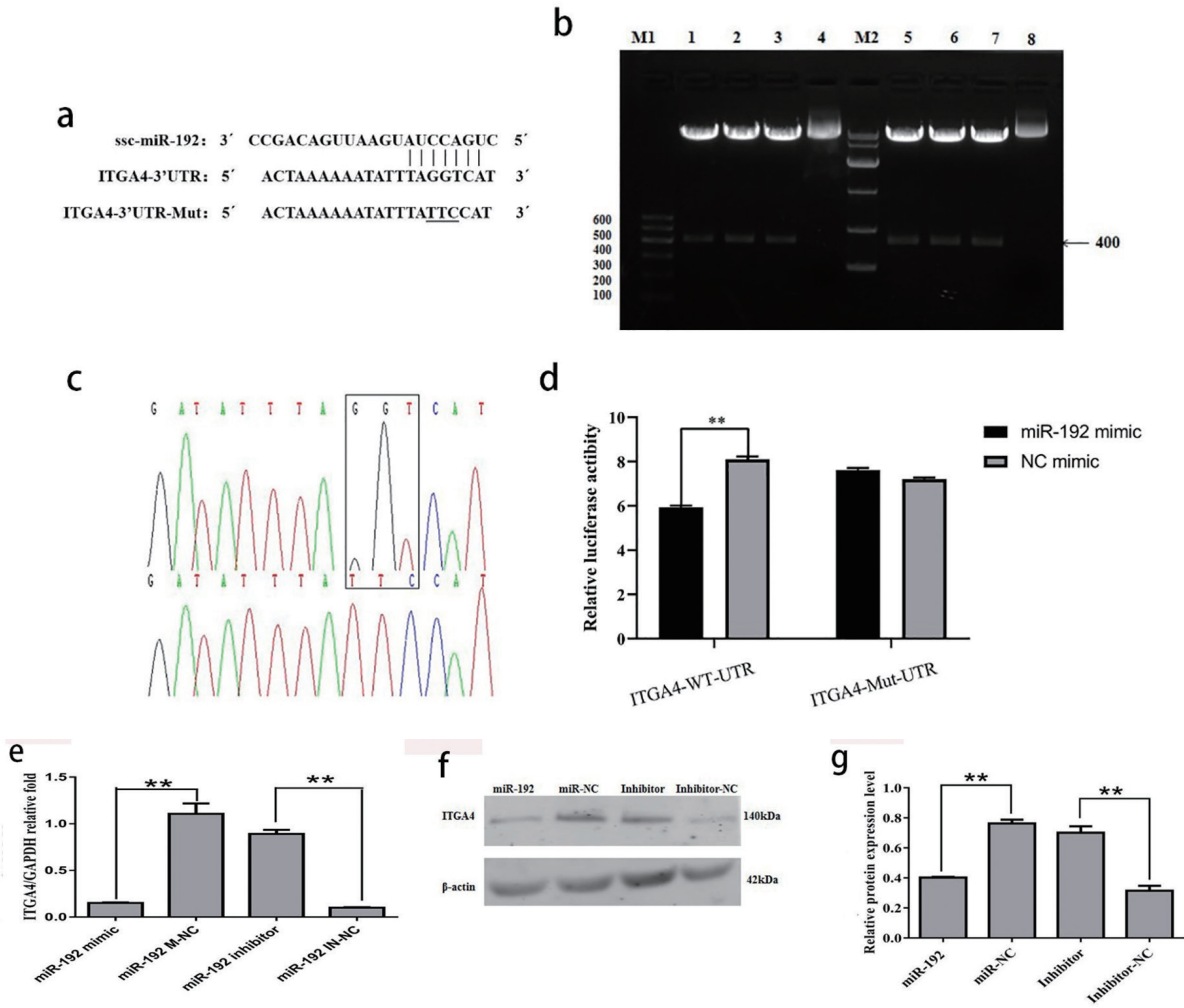 a
ssc-miR-192: 3´ CCGACAGUUAAGUAUCCAGUC 5´
ITGA4-3’UTR: 5´ ACTAAAAAATATTTAGGTCAT 3´
ITGA4-3’UTR-Mut: 5´ ACTAAAAAATATTTATTCCAT 3´
b
M1 1 2 3 4 M2 5 6 7 8
600
500
400
300
200
100
400
c
G A T A T T T A G G T C A T
G A T A T T T A T T C C A T
d
Relative luciferase actibity
10
8
6
4
2
0
**
ITGA4-WT-UTR
ITGA4-Mut-UTR
miR-192 mimic
NC mimic
e
ITGA4/GAPDH relative fold
1.5
1.0
0.5
0.0
**
**
miR-192 mimic
miR-192 M-NC
miR-192 inhibitor
miR-192 IN-NC
f
miR-192 miR-NC Inhibitor Inhibitor-NC
ITGA4 140kDa
β-actin 42kDa
g
Relative protein expression level
1.0
0.8
0.6
0.4
0.2
0.0
**
**
miR-192
miR-NC
Inhibitor
Inhibitor-NC